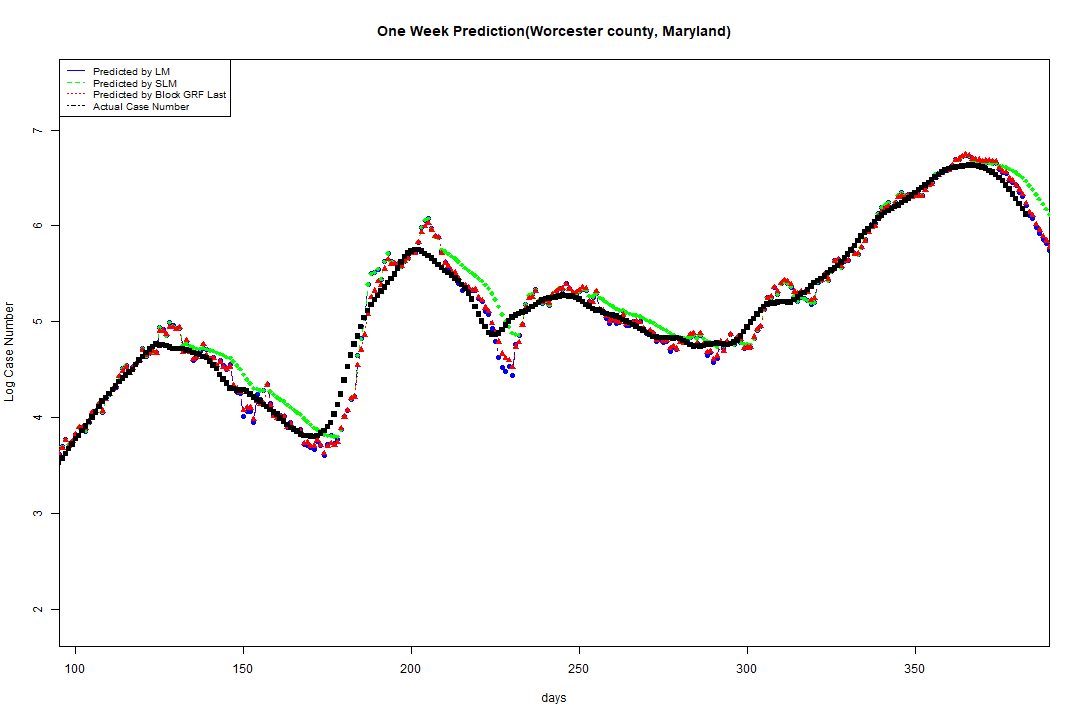 One Week Prediction(Worcester county, Maryland)
Predicted by LM
Predicted by SLM
Predicted by Block GRF Last
Actual Case Number
7
6
5
4
3
2
Log Case Number
100 150 200 250 300 350
days